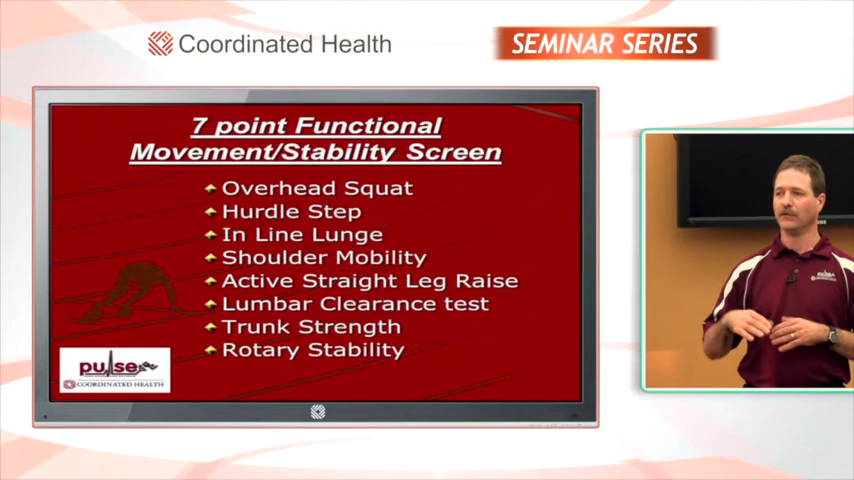 Coordinated Health
SEMINAR SERIES
7 point Functional
Movement/Stability Screen
Overhead Squat
Hurdle Step
In Line Lunge
Shoulder Mobility
Active Straight Leg Raise
Lumbar Clearance test
Trunk Strength
Rotary Stability
pulse
COORDINATED HEALTH